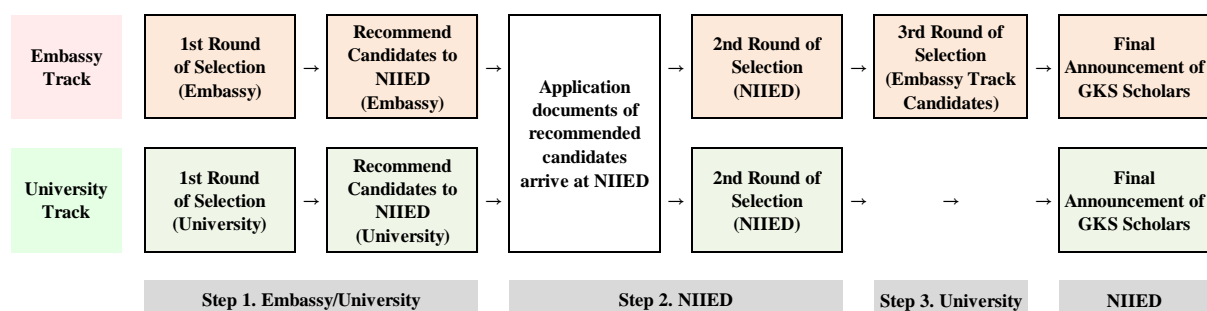 Embassy
Track
1st Round
of Selection
(Embassy)
→
Recommend
Candidates to
NIIED
(Embassy)
→
Application
documents of
recommended
candidates
arrive at NIIED
→
2nd Round of
Selection
(NIIED)
→
3rd Round of
Selection
(Embassy Track
Candidates)
→
Final
Announcement of
GKS Scholars
University
Track
1st Round
of Selection
(University)
→
Recommend
Candidates to
NIIED
(University)
→
→
2nd Round of
Selection
(NIIED)
→
→
→
Final
Announcement of
GKS Scholars
Step 1. Embassy/University
Step 2. NIIED
Step 3. University
NIIED